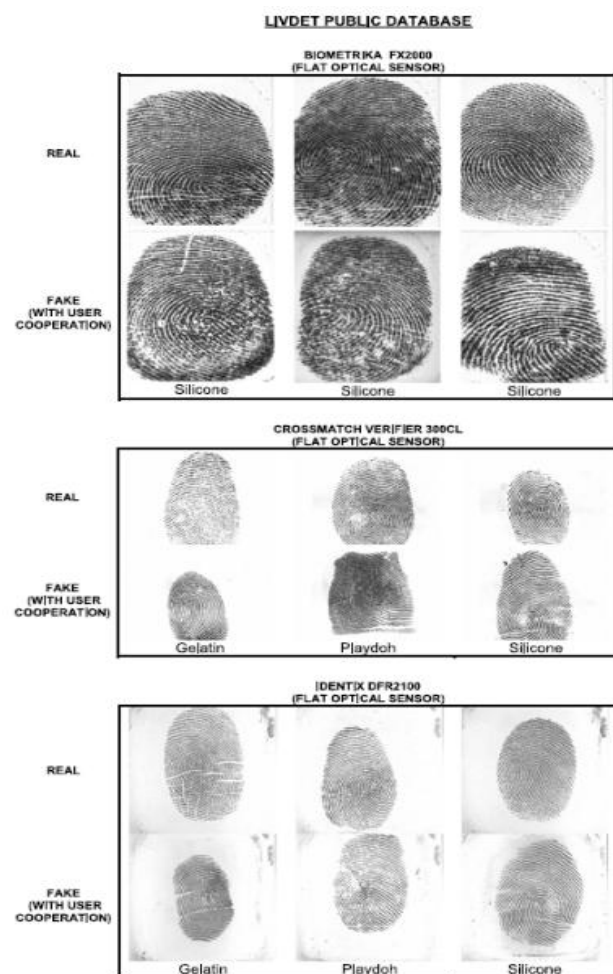 LIVDET PUBLIC DATABASE
BIOMETRIKA FX2000
(FLAT OPTICAL SENSOR)
REAL
FAKE
(WITH USER
COOPERATION)
Silicone Silicone Silicone
CROSSMATCH VERIFIER 300CL
(FLAT OPTICAL SENSOR)
REAL
FAKE
(WITH USER
COOPERATION)
Gelatin Playdoh Silicone
IDENTIX DFR2100
(FLAT OPTICAL SENSOR)
REAL
FAKE
(WITH USER
COOPERATION)
Gelatin Playdoh Silicone